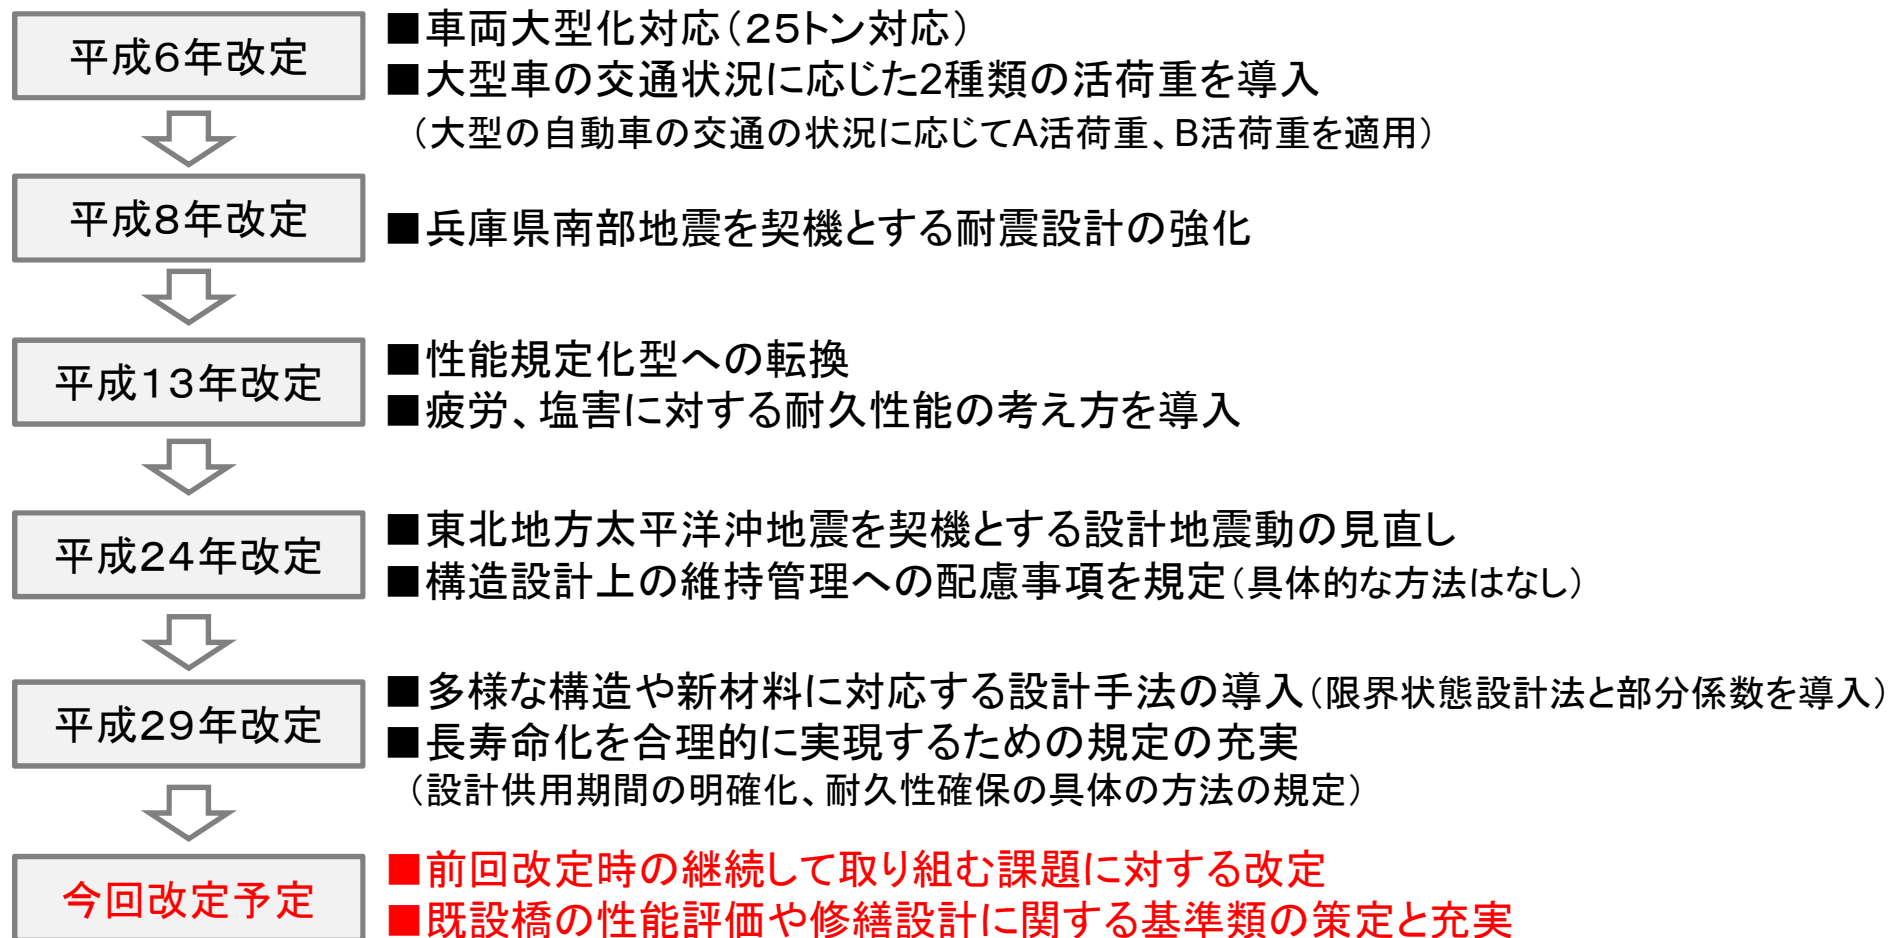 平成6年改定
■車両大型化対応（25トン対応）
■大型車の交通状況に応じた2種類の活荷重を導入
（大型の自動車の交通の状況に応じてA活荷重、B活荷重を適用）
平成8年改定
■兵庫県南部地震を契機とする耐震設計の強化
平成13年改定
■性能規定化型への転換
■疲労、塩害に対する耐久性能の考え方を導入
平成24年改定
■東北地方太平洋沖地震を契機とする設計地震動の見直し
■構造設計上の維持管理への配慮事項を規定（具体的な方法はなし）
平成29年改定
■多様な構造や新材料に対応する設計手法の導入（限界状態設計法と部分係数を導入）
■長寿命化を合理的に実現するための規定の充実
（設計供用期間の明確化、耐久性確保の具体の方法の規定）
今回改定予定
■前回改定時の継続して取り組む課題に対する改定
■既設橋の性能評価や修繕設計に関する基準類の策定と充実